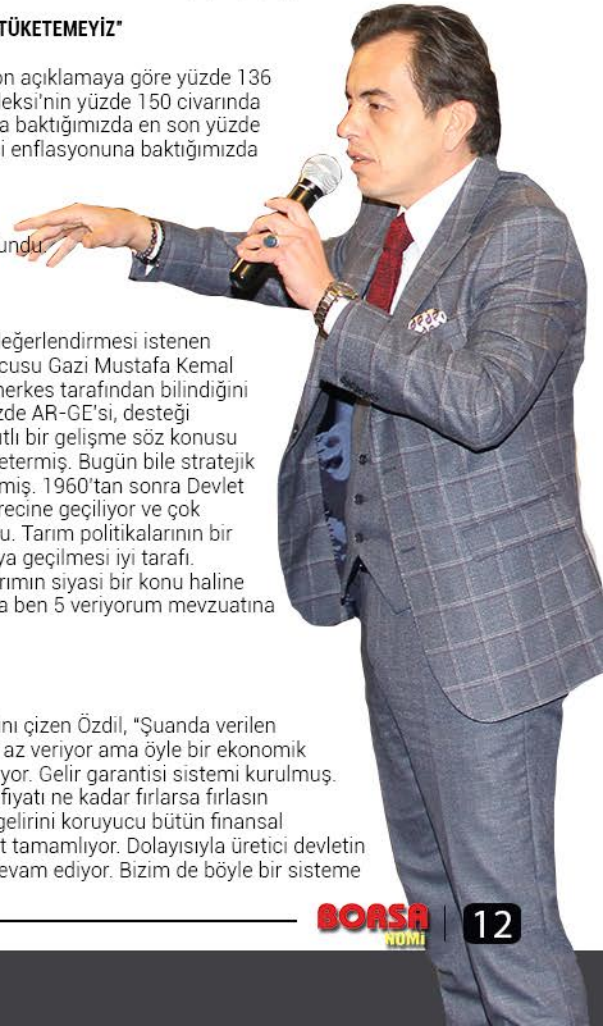 TÜKETEMEYİZ"
on açıklamaya göre yüzde 136
deksi'nin yüzde 150 civarında
a baktığımızda en son yüzde
i enflasyonuna baktığımızda
undu.
değerlendirmesi istenen
cusu Gazi Mustafa Kemal
herkes tarafından bilindiğini
zde AR-GE'si, desteği
ıtlı bir gelişme söz konusu
etermiş. Bugün bile stratejik
miş. 1960'tan sonra Devlet
recine geçiliyor ve çok
u. Tarım politikalarının bir
ya geçilmesi iyi tarafı.
arımın siyasi bir konu haline
a ben 5 veriyorum mevzuatına
ını çizen Özdil, "Şuanda verilen
az veriyor ama öyle bir ekonomik
yor. Gelir garantisi sistemi kurulmuş.
fiyatı ne kadar fırlarsa fırlasın
gelirini koruyucu bütün finansal
t tamamlıyor. Dolayısıyla üretici devletin
evam ediyor. Bizim de böyle bir sisteme
BORSA
NOMİ
12